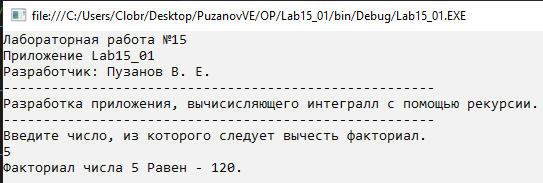 file:///C:/Users/Clobr/Desktop/PuzanovVE/OP/Lab15_01/bin/Debug/Lab15_01.EXE
Лабораторная работа №15
Приложение Lab15_01
Разработчик: Пузанов В. Е.
------------------------------------------------------
Разработка приложения, вычисисляющего интегралл с помощью рекурсии.
------------------------------------------------------
Введите число, из которого следует вычесть факториал.
5
Факториал числа 5 Равен - 120.